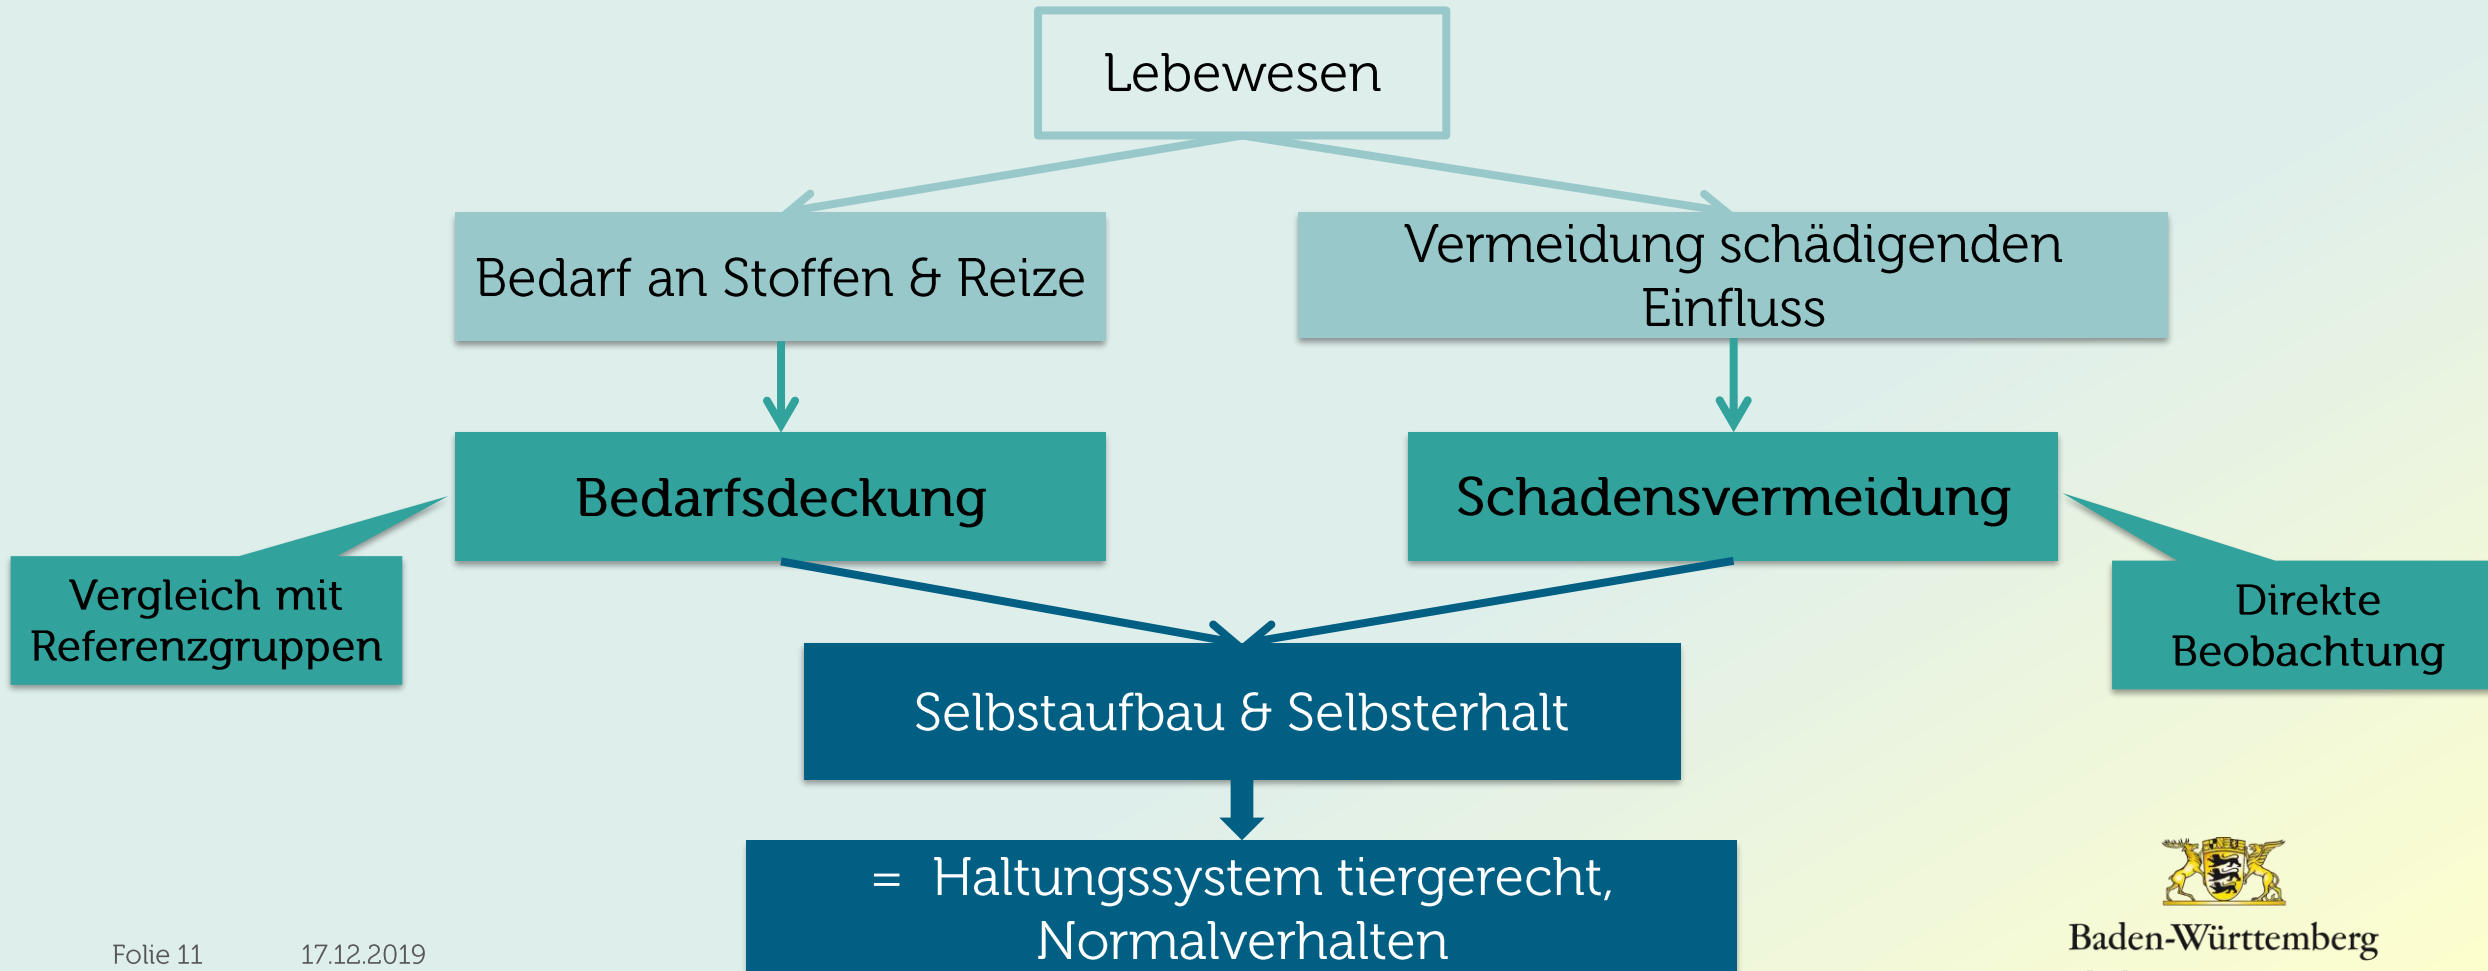 Lebewesen
Bedarf an Stoffen & Reize
Vermeidung schädigenden
Einfluss
Bedarfsdeckung
Schadensvermeidung
Vergleich mit
Referenzgruppen
Direkte
Beobachtung
Selbstaufbau & Selbsterhalt
= Haltungssystem tiergerecht,
Normalverhalten
Folie 11 17.12.2019
Baden-Württemberg